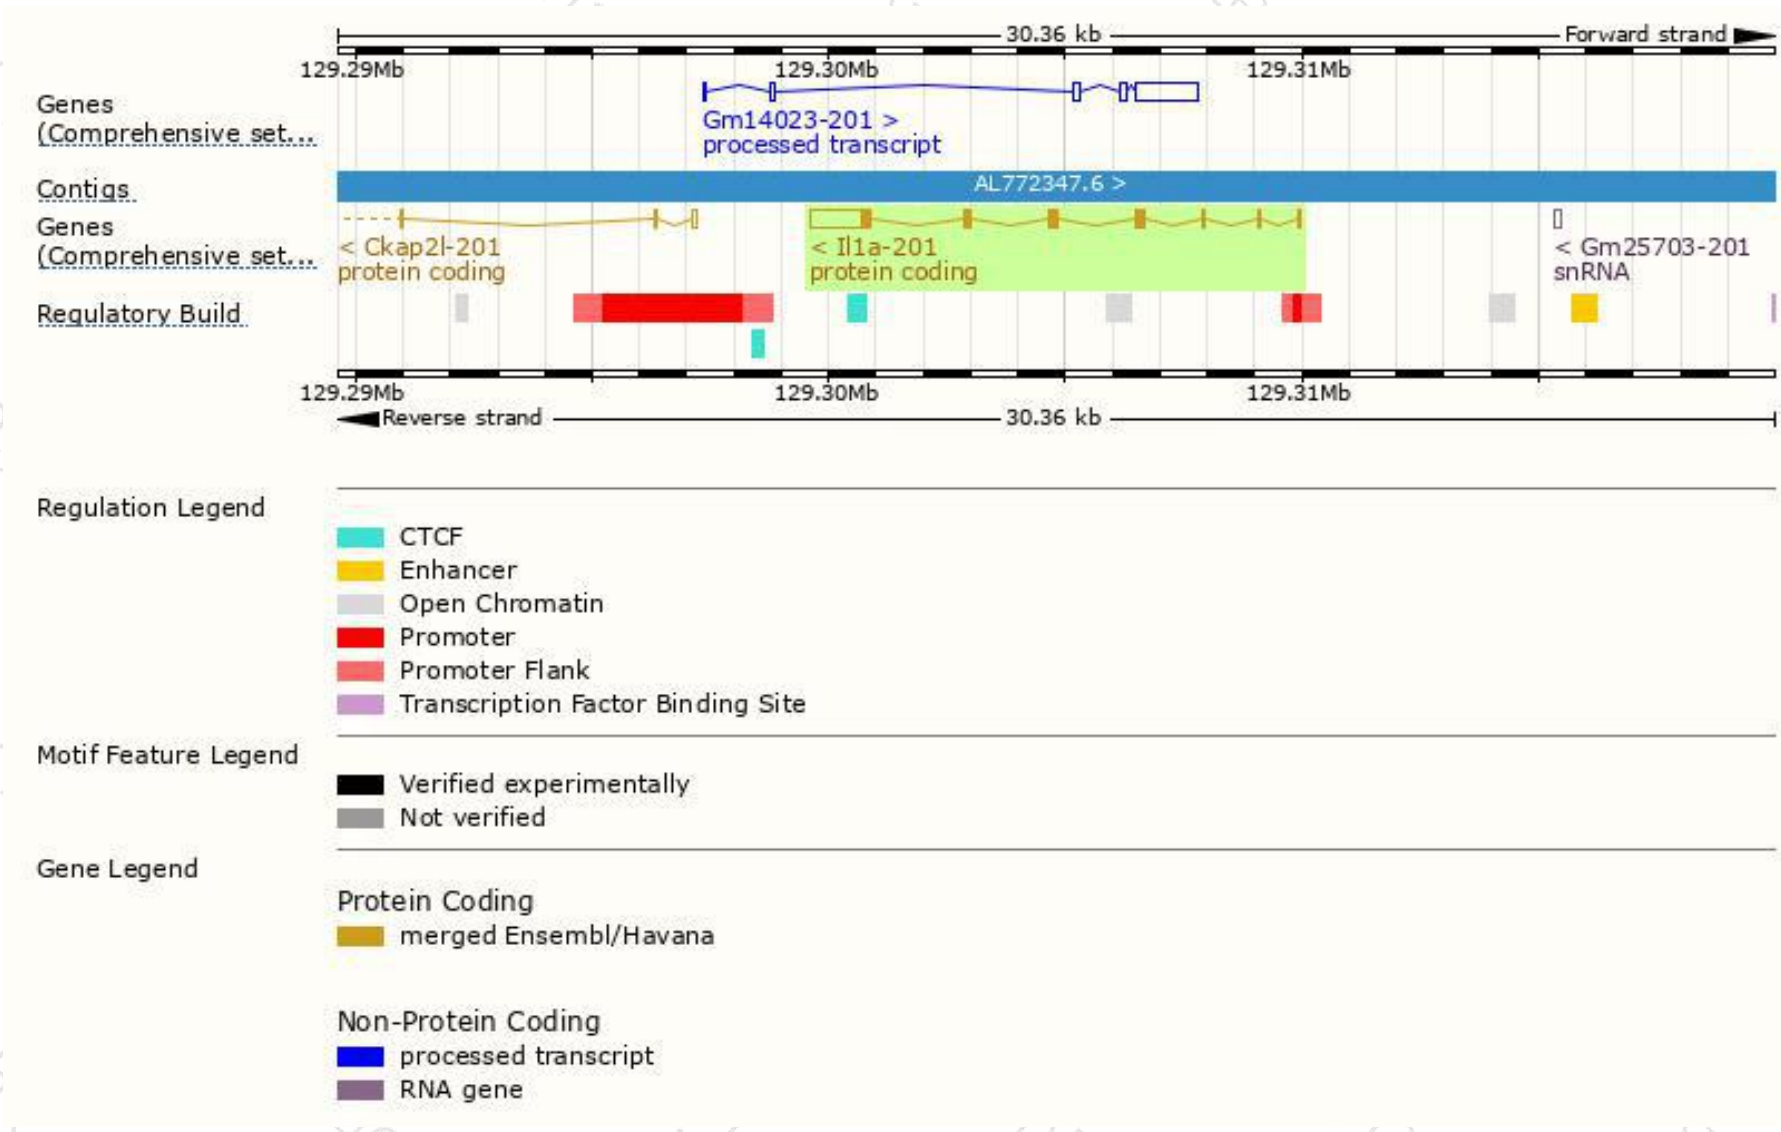 30.36 kb Forward strand
129.29Mb 129.30Mb 129.31Mb
Genes
(Comprehensive set...
Gm14023-201 >
processed transcript
Contigs AL772347.6 >
Genes
(Comprehensive set...
< Ckap2l-201 < Il1a-201 < Gm25703-201
protein coding protein coding snRNA
Regulatory Build
129.29Mb 129.30Mb 129.31Mb
Reverse strand 30.36 kb
Regulation Legend
CTCF
Enhancer
Open Chromatin
Promoter
Promoter Flank
Transcription Factor Binding Site
Motif Feature Legend
Verified experimentally
Not verified
Gene Legend
Protein Coding
merged Ensembl/Havana
Non-Protein Coding
processed transcript
RNA gene